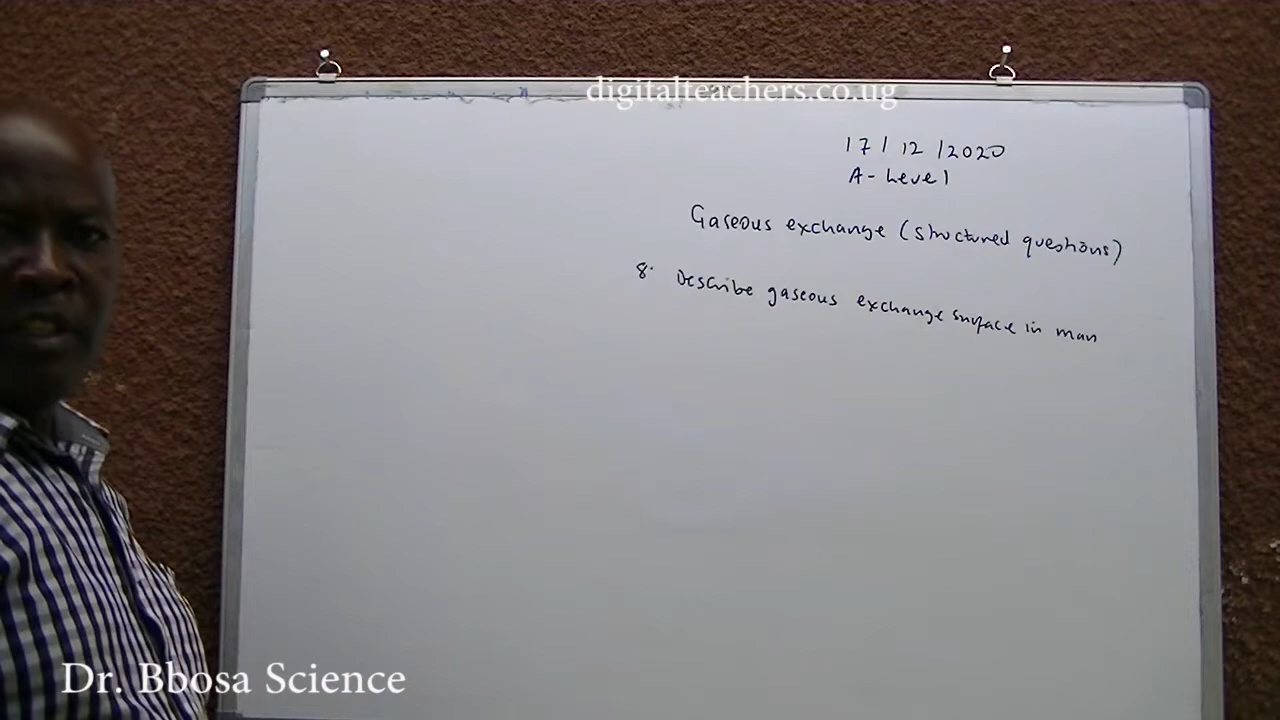 digitalteachers.co.ug
17/12/2020
A-Level
Gaseous exchange (structured questions)
8. Describe gaseous exchange surface in man
Dr. Bbosa Science